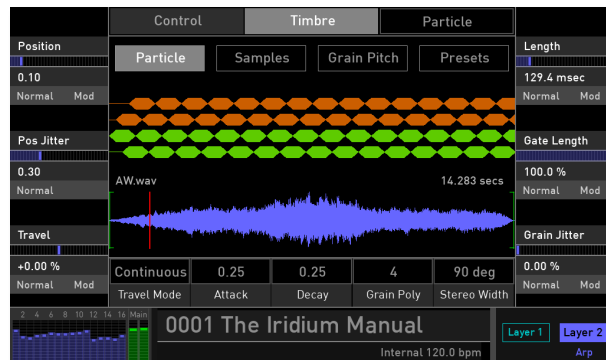 Control Timbre Particle
Position
0.10
Normal Mod
Pos Jitter
0.30
Normal
Travel
+0.00 %
Normal Mod
Particle Samples Grain Pitch Presets
AW.wav 14.283 secs
Continuous 0.25 0.25 4 90 deg
Travel Mode Attack Decay Grain Poly Stereo Width
Length
129.4 msec
Normal Mod
Gate Length
100.0 %
Normal Mod
Grain Jitter
0.00 %
Normal Mod
2 4 6 8 10 12 14 16 Main
0001 The Iridium Manual
Internal 120.0 bpm
Layer 1 Layer 2
Arp